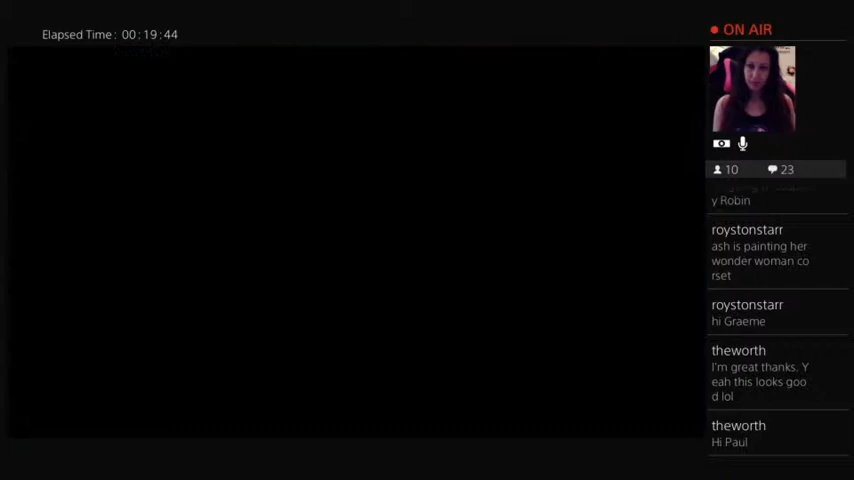 Elapsed Time: 00:19:44
ON AIR
10 23
y Robin
roystonstarr
ash is painting her
wonder woman co
rset
roystonstarr
hi Graeme
theworth
I'm great thanks. Y
eah this looks goo
d lol
theworth
Hi Paul